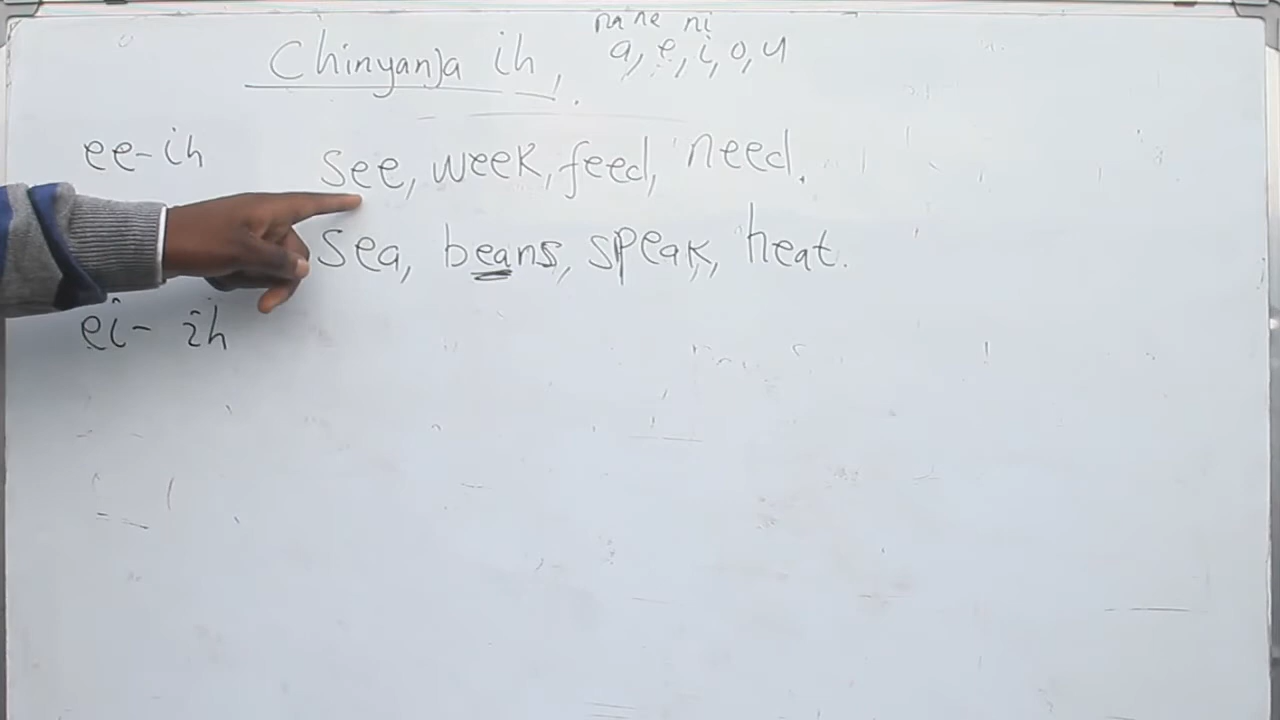 na ne ni
Chinyanja ih, a, e, i, o, u
ee-ih see, week, feed, need.
sea, beans, speak, heat.
ei- ih